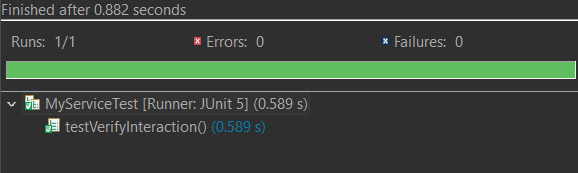 Finished after 0.882 seconds
Runs: 1/1 Errors: 0 Failures: 0
MyServiceTest [Runner: JUnit 5] (0.589 s)
testVerifyInteraction() (0.589 s)